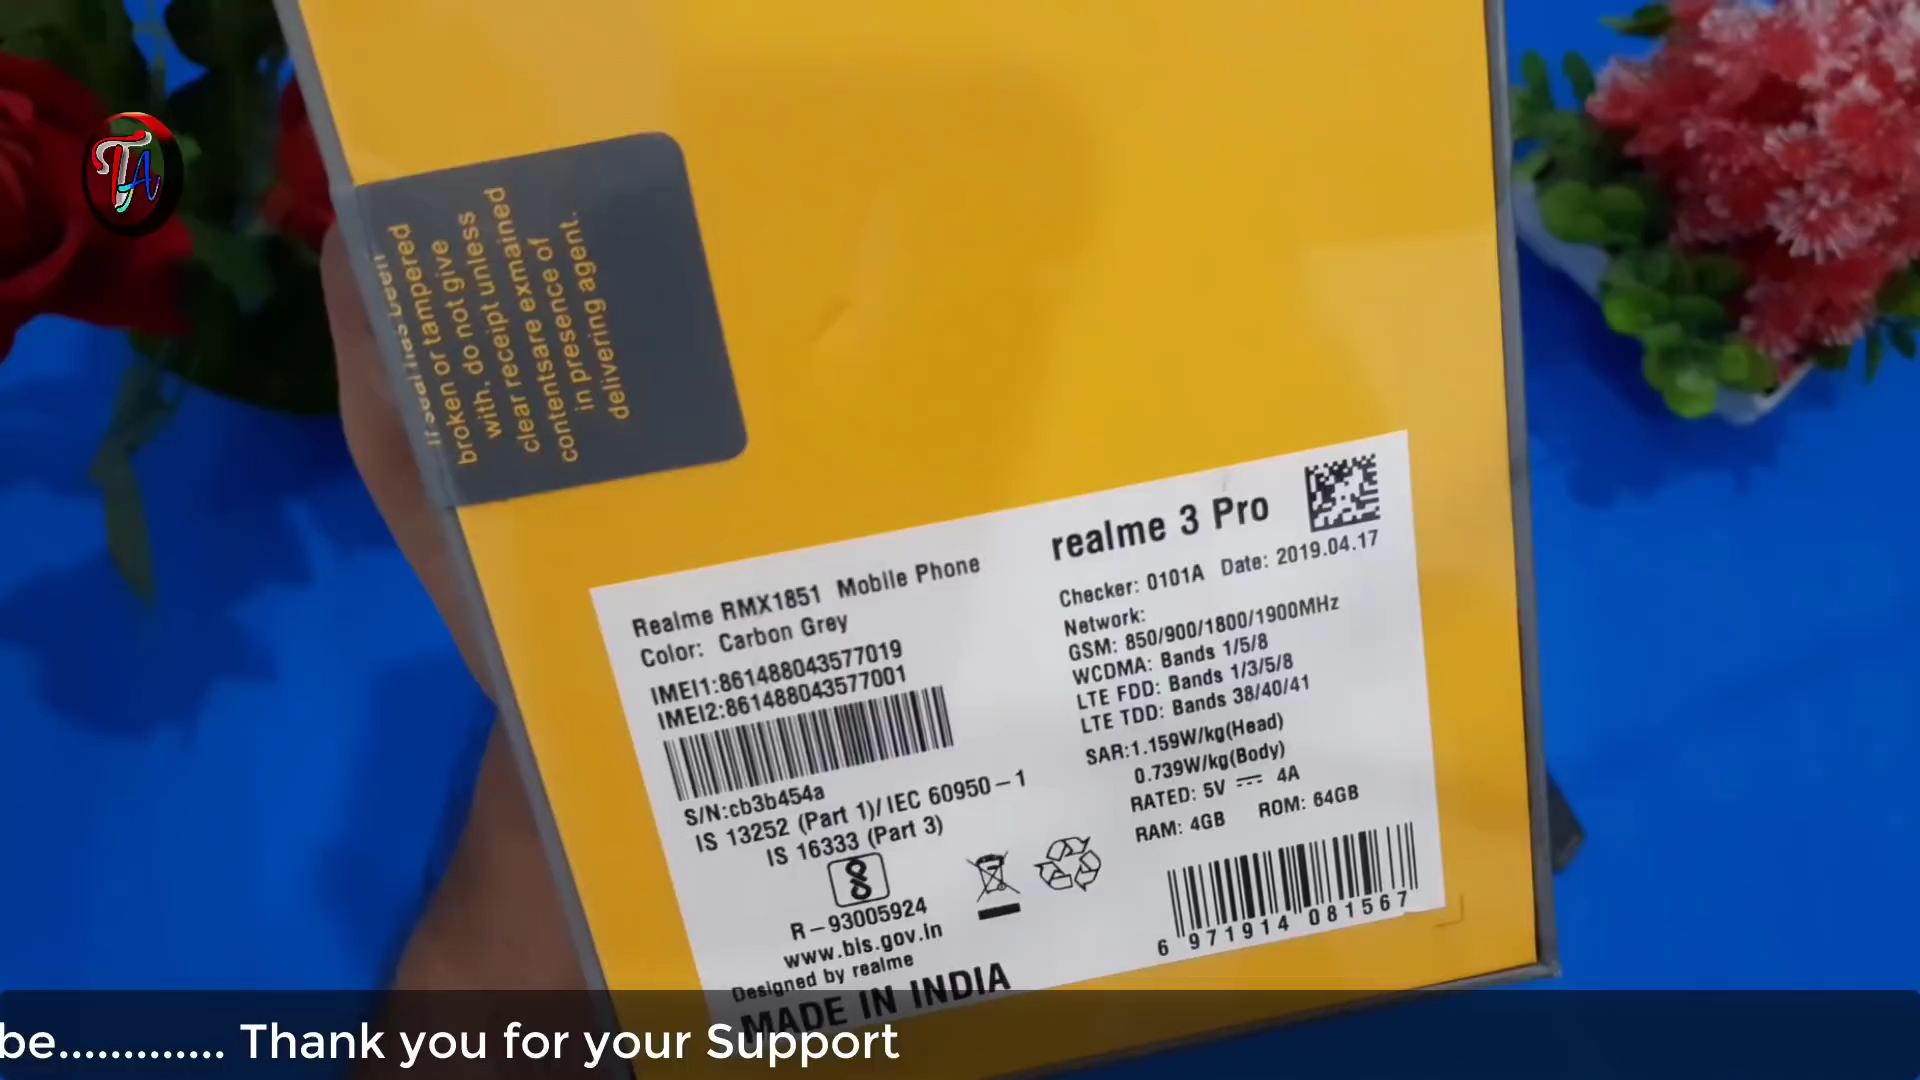 TA
If seal has been
broken or tampered
with, do not give
clear receipt unless
contentsare exmained
in presence of
delivering agent.
realme 3 Pro
Realme RMX1851 Mobile Phone
Color: Carbon Grey
IMEI1:861488043577019
IMEI2:861488043577001
S/N:cb3b454a
IS 13252 (Part 1)/ IEC 60950-1
IS 16333 (Part 3)
R-93005924
www.bis.gov.in
Designed by realme
MADE IN INDIA
Checker: 0101A Date: 2019.04.17
Network:
GSM: 850/900/1800/1900MHz
WCDMA: Bands 1/5/8
LTE FDD: Bands 1/3/5/8
LTE TDD: Bands 38/40/41
SAR:1.159W/kg(Head)
0.739W/kg(Body)
RATED: 5V ⎓ 4A
RAM: 4GB ROM: 64GB
6 971914 081567
be............. Thank you for your Support